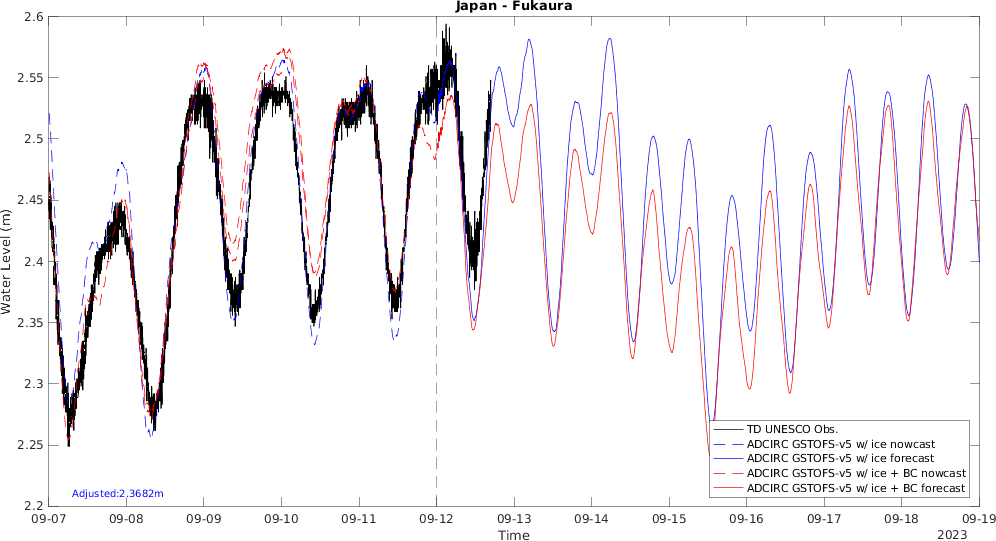 Japan - Fukaura
Water Level (m)
2.6
2.55
2.5
2.45
2.4
2.35
2.3
2.25
2.2
Adjusted:2.3682m
TD UNESCO Obs.
ADCIRC GSTOFS-v5 w/ ice nowcast
ADCIRC GSTOFS-v5 w/ ice forecast
ADCIRC GSTOFS-v5 w/ ice + BC nowcast
ADCIRC GSTOFS-v5 w/ ice + BC forecast
09-07 09-08 09-09 09-10 09-11 09-12 09-13 09-14 09-15 09-16 09-17 09-18 09-19
Time
2023